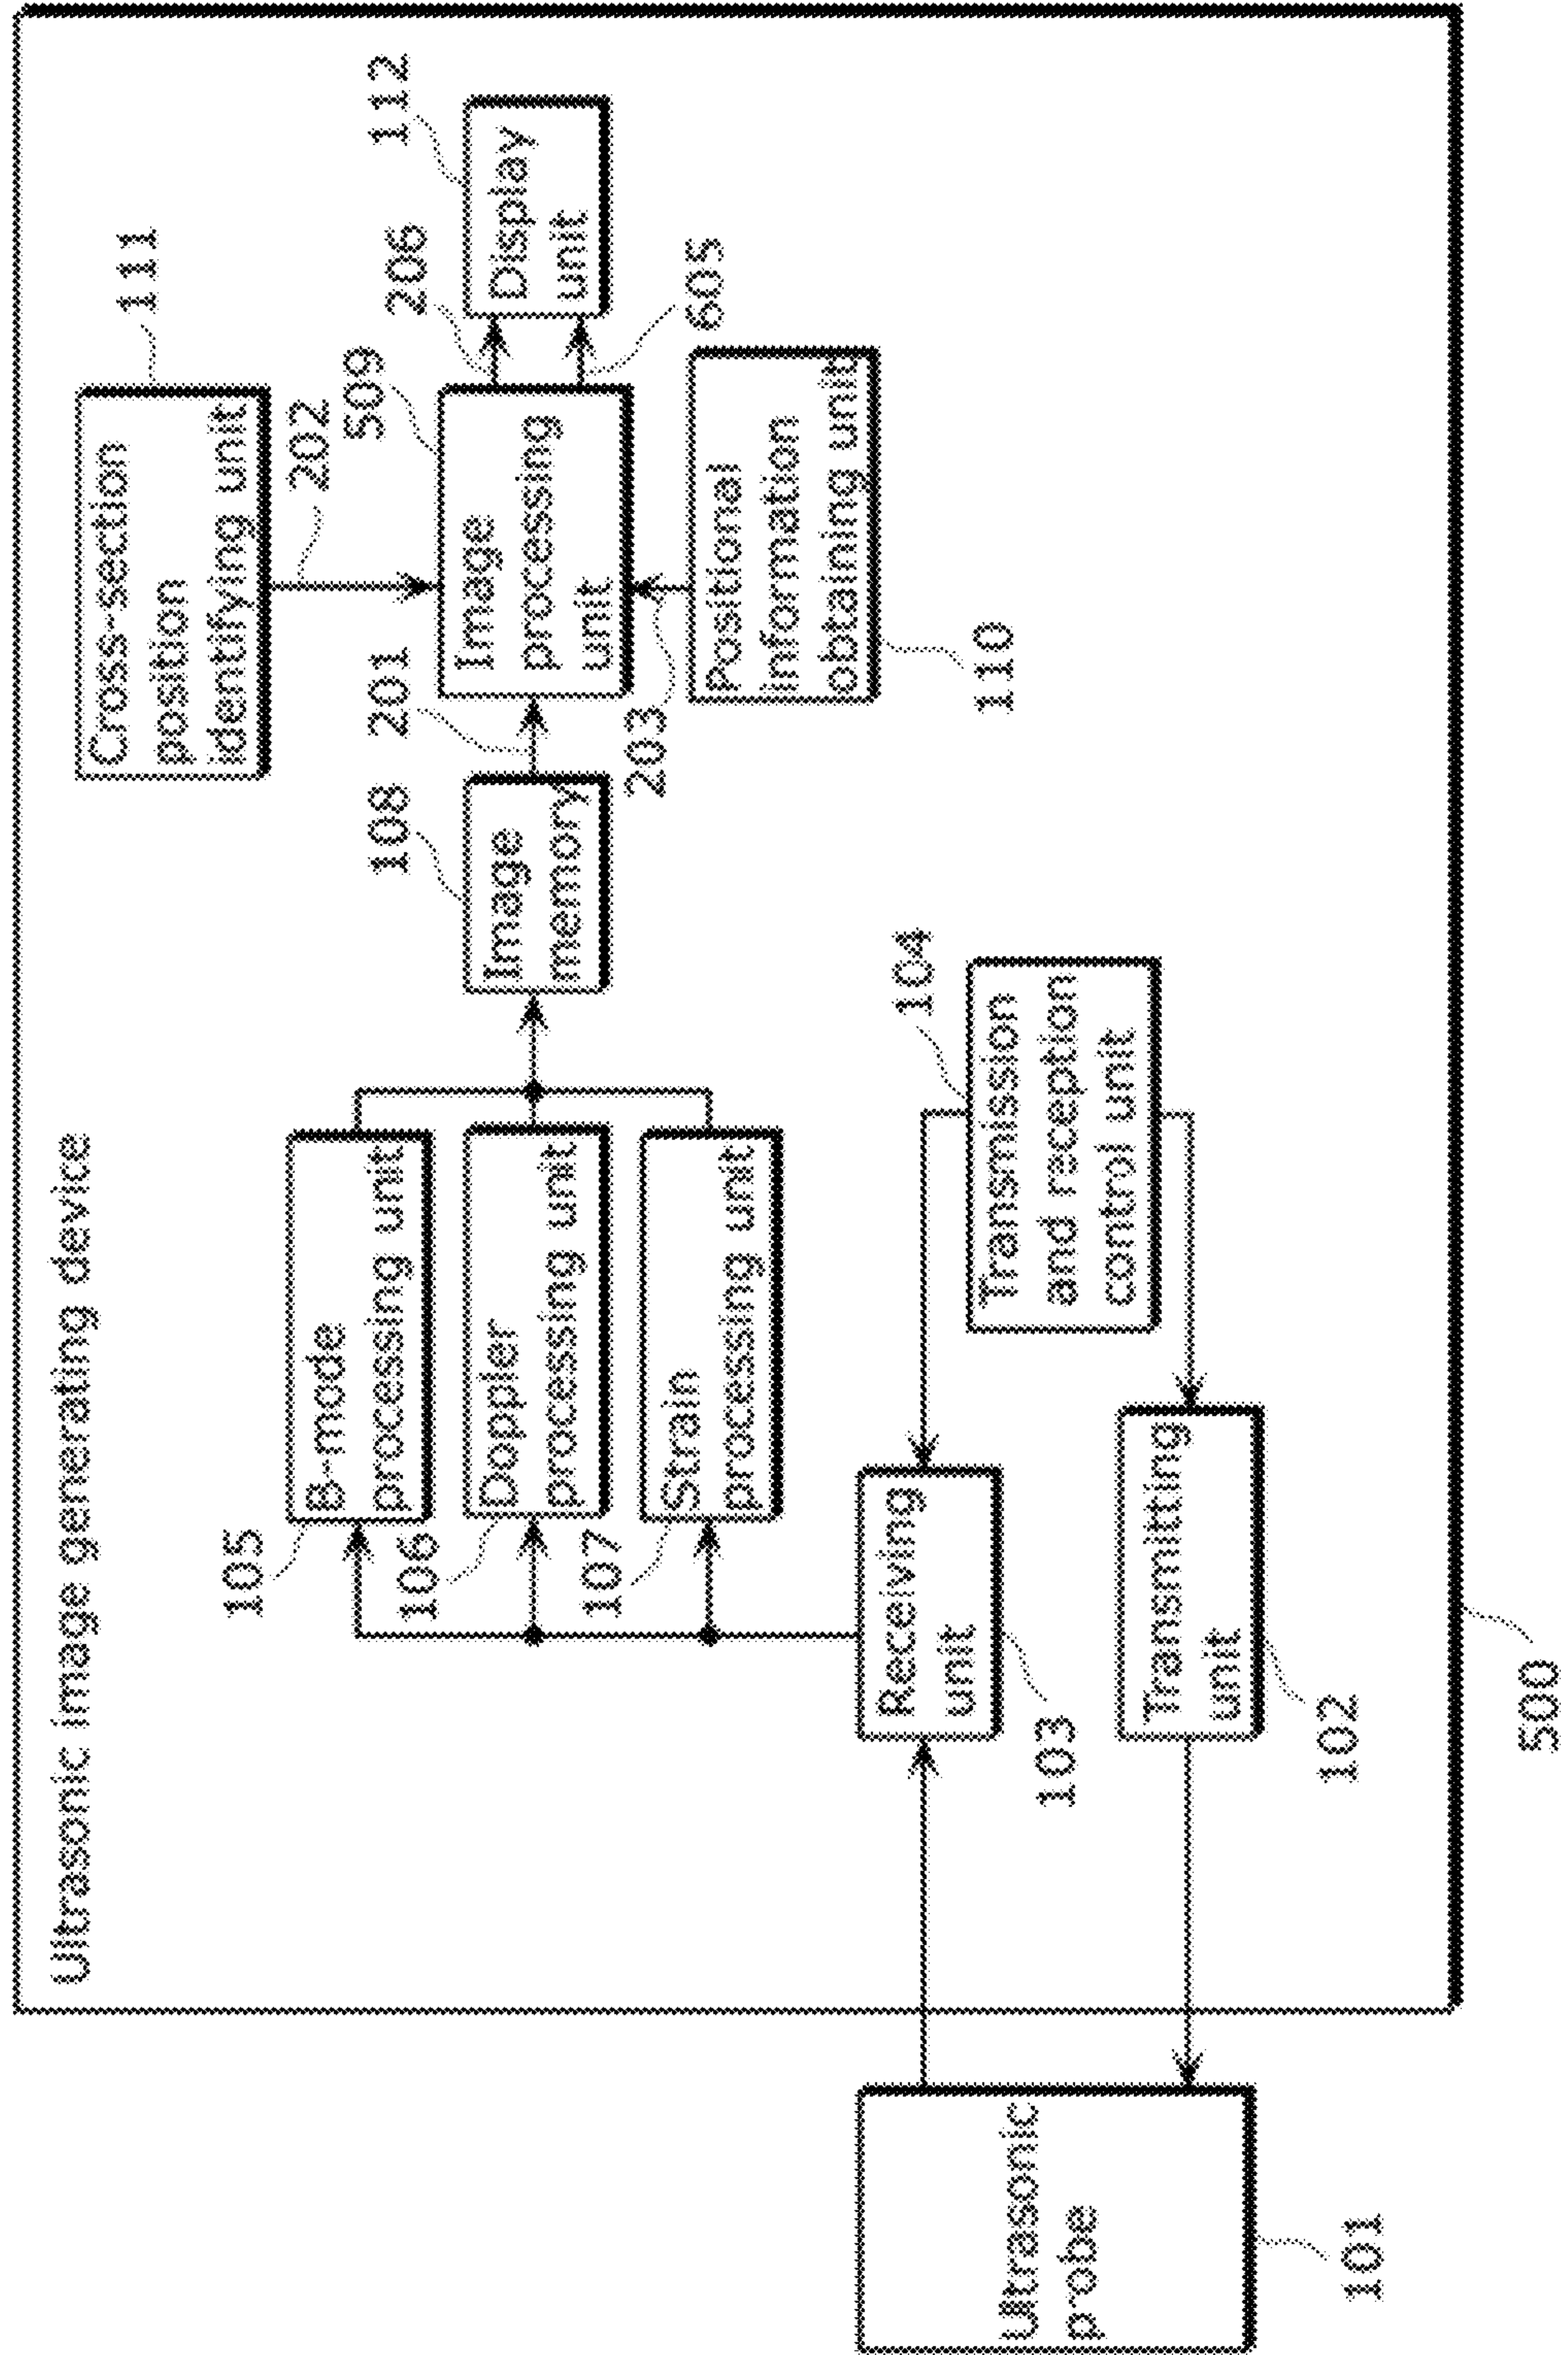 Ultrasonic image generating device
111
Cross-section
position
identifying unit
202
105
B-mode
processing unit
106
Doppler
processing unit
107
Strain
processing unit
108
Image
memory
201
509
Image
processing
unit
206
112
Display
unit
605
203
Positional
information
obtaining unit
110
104
Transmission
and reception
control unit
Receiving
unit
103
Transmitting
unit
102
Ultrasonic
probe
101
500